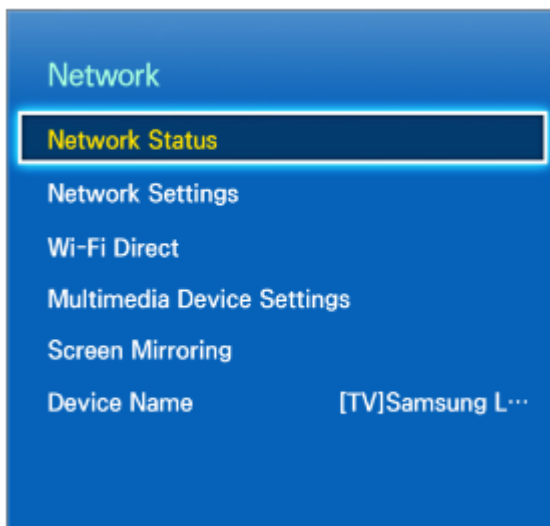 Network
Network Status
Network Settings
Wi-Fi Direct
Multimedia Device Settings
Screen Mirroring
Device Name [TV]Samsung L···